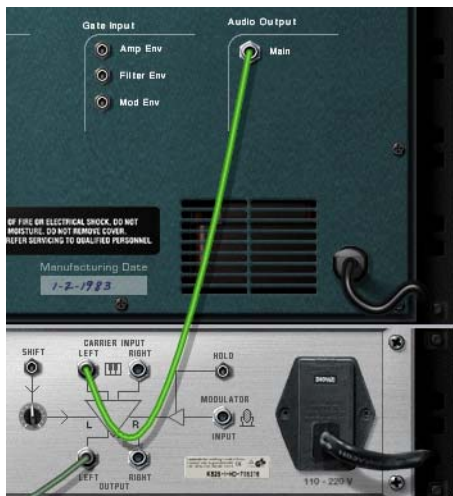 Gate Input
Audio Output
Amp Env
Main
Filter Env
Mod Env
OF FIRE OR ELECTRICAL SHOCK. DO NOT
MOISTURE. DO NOT REMOVE COVER.
REFER SERVICING TO QUALIFIED PERSONNEL
Manufacturing Date
1-2-1983
CARRIER INPUT
SHIFT
LEFT
RIGHT
HOLD
L
R
MODULATOR
INPUT
LEFT
RIGHT
OUTPUT
110 - 220 V